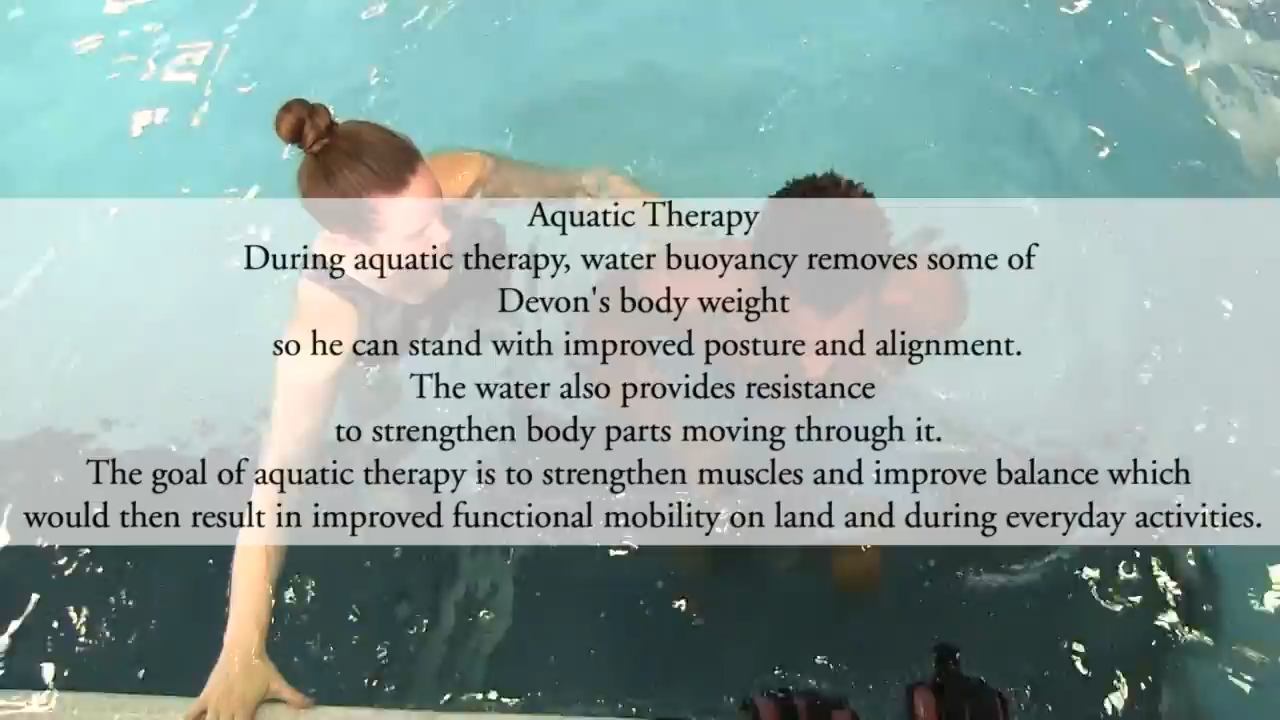 Aquatic Therapy
During aquatic therapy, water buoyancy removes some of
Devon's body weight
so he can stand with improved posture and alignment.
The water also provides resistance
to strengthen body parts moving through it.
The goal of aquatic therapy is to strengthen muscles and improve balance which
would then result in improved functional mobility on land and during everyday activities.